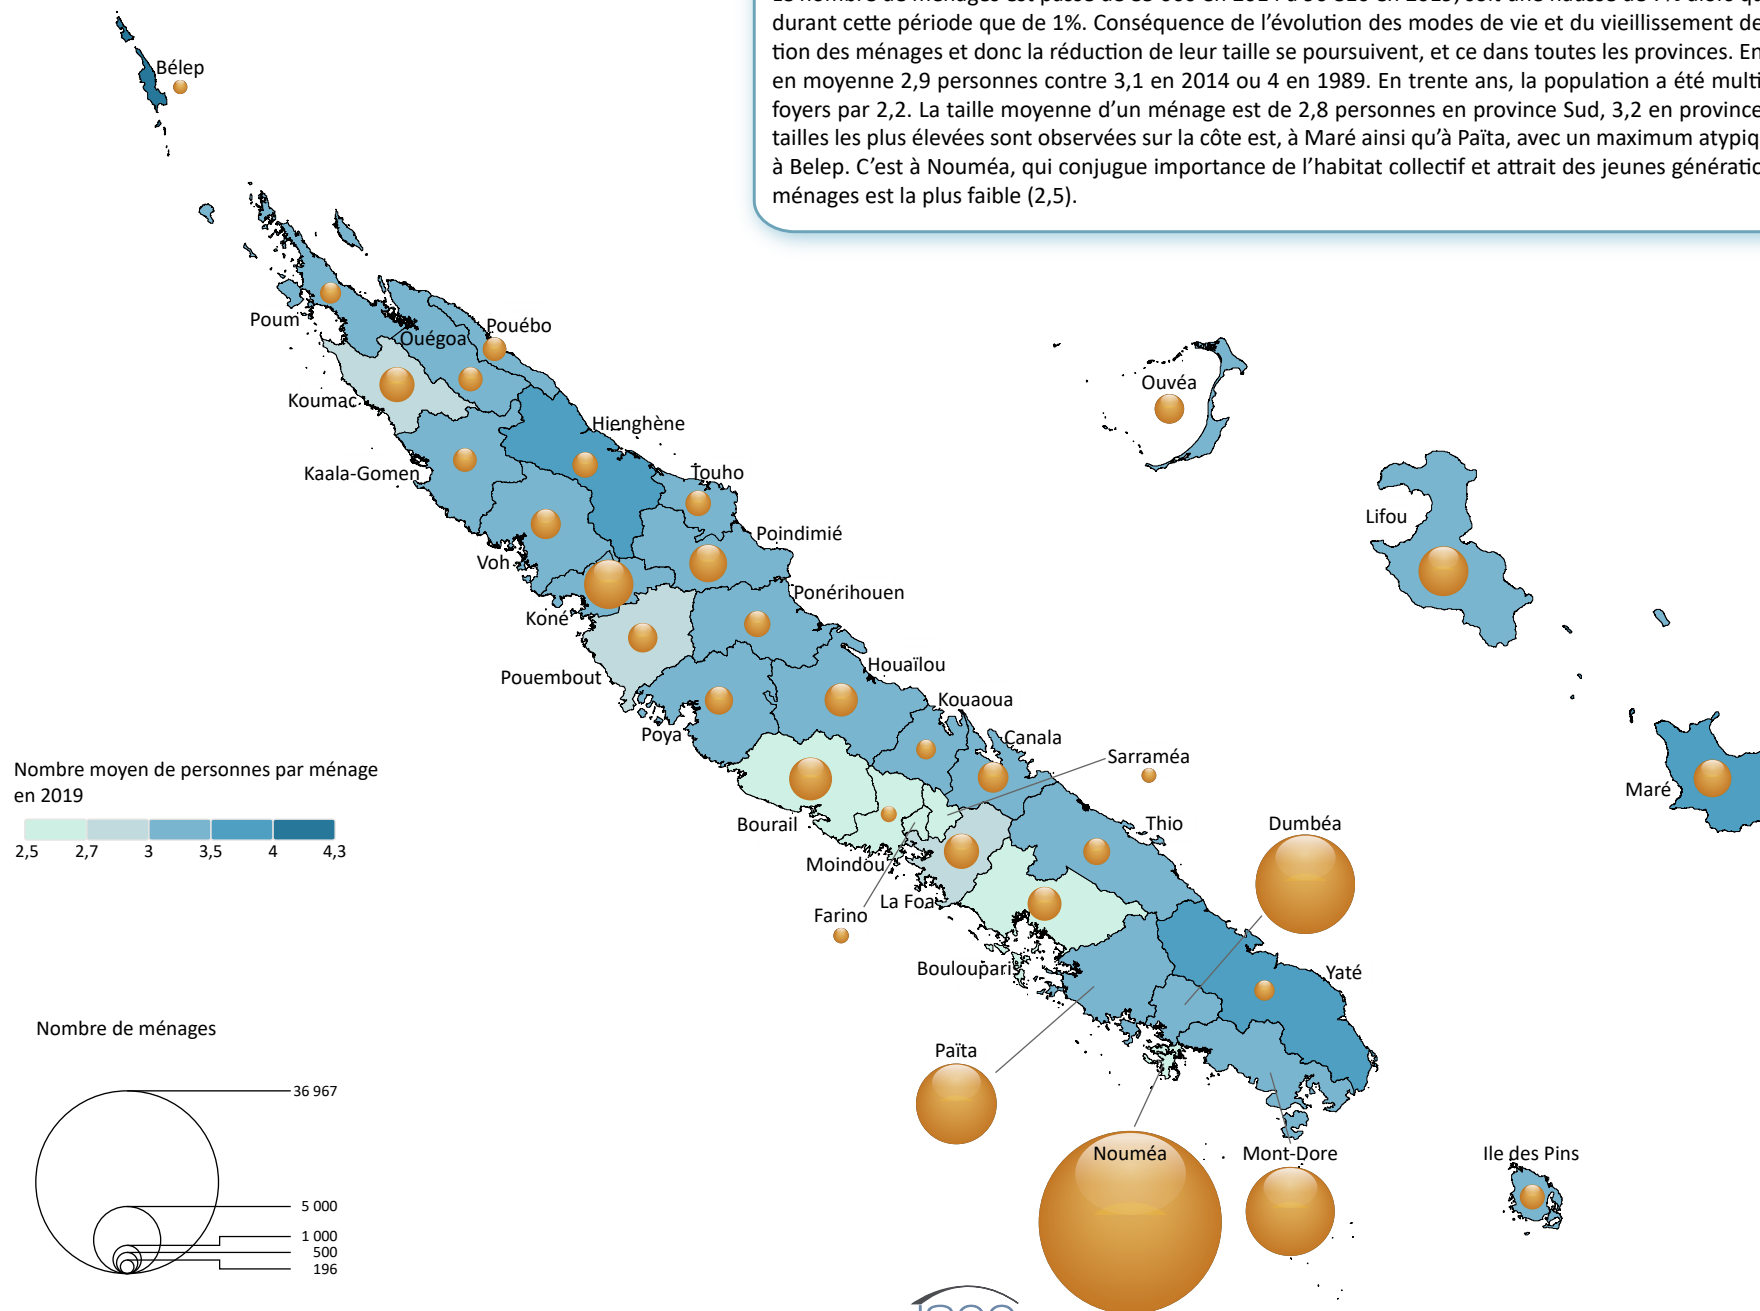 durant cette période que de 1%. Conséquence de l'évolution des modes de vie et du vieillissement de
tion des ménages et donc la réduction de leur taille se poursuivent, et ce dans toutes les provinces. En
en moyenne 2,9 personnes contre 3,1 en 2014 ou 4 en 1989. En trente ans, la population a été multi
foyers par 2,2. La taille moyenne d'un ménage est de 2,8 personnes en province Sud, 3,2 en province
tailles les plus élevées sont observées sur la côte est, à Maré ainsi qu'à Païta, avec un maximum atypiq
à Belep. C'est à Nouméa, qui conjugue importance de l'habitat collectif et attrait des jeunes génératio
ménages est la plus faible (2,5).
Bélep
Poum
Ouégoa
Pouébo
Koumac
Ouvéa
Hienghène
Kaala-Gomen
Touho
Lifou
Poindimié
Voh
Ponérihouen
Koné
Houaïlou
Pouembout
Kouaoua
Poya
Canala
Sarraméa
Maré
Nombre moyen de personnes par ménage
en 2019
2,5 2,7 3 3,5 4 4,3
Bourail
Thio
Dumbéa
Moindou
La Foa
Farino
Bouloupari
Yaté
Nombre de ménages
Païta
36 967
5 000
1 000
500
196
Nouméa
Mont-Dore
Ile des Pins